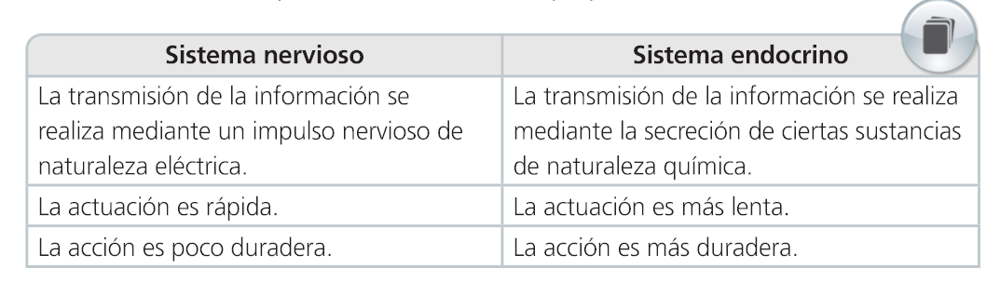 Sistema nervioso
Sistema endocrino
La transmisión de la información se
realiza mediante un impulso nervioso de
naturaleza eléctrica.
La transmisión de la información se realiza
mediante la secreción de ciertas sustancias
de naturaleza química.
La actuación es rápida.
La actuación es más lenta.
La acción es poco duradera.
La acción es más duradera.